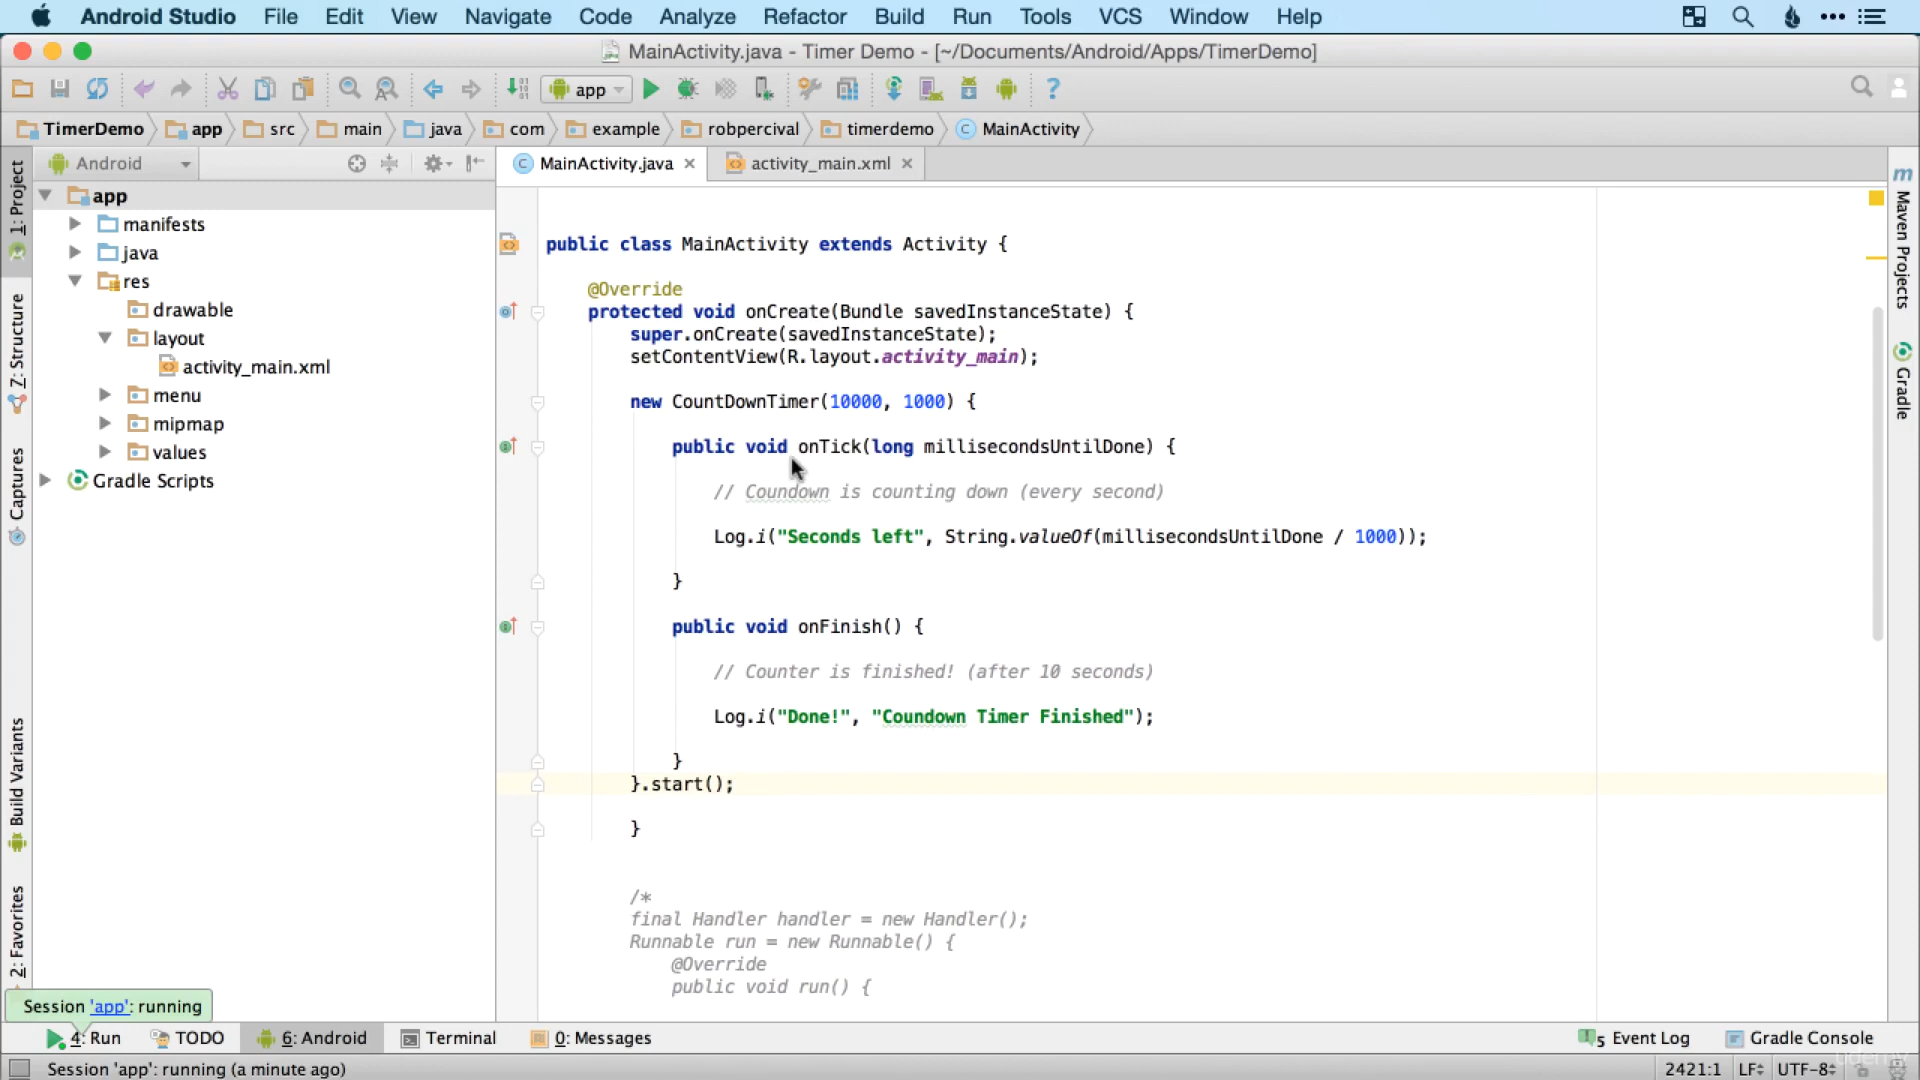 Android Studio File Edit View Navigate Code Analyze Refactor Build Run Tools VCS Window Help
MainActivity.java - Timer Demo - [~/Documents/Android/Apps/TimerDemo]
app
TimerDemo app src main java com example robpercival timerdemo MainActivity
Android
MainActivity.java
activity_main.xml
1: Project
7: Structure
Captures
Build Variants
2: Favorites
app
manifests
java
res
drawable
layout
activity_main.xml
menu
mipmap
values
Gradle Scripts
public class MainActivity extends Activity {
@Override
protected void onCreate(Bundle savedInstanceState) {
super.onCreate(savedInstanceState);
setContentView(R.layout.activity_main);
new CountDownTimer(10000, 1000) {
public void onTick(long millisecondsUntilDone) {
// Coundown is counting down (every second)
Log.i("Seconds left", String.valueOf(millisecondsUntilDone / 1000));
}
public void onFinish() {
// Counter is finished! (after 10 seconds)
Log.i("Done!", "Coundown Timer Finished");
}
}.start();
}
/*
final Handler handler = new Handler();
Runnable run = new Runnable() {
@Override
public void run() {
Maven Projects
Gradle
Session 'app': running
4: Run TODO 6: Android Terminal 0: Messages 5 Event Log Gradle Console
Session 'app': running (a minute ago) 2421:1 LF UTF-8
udemy